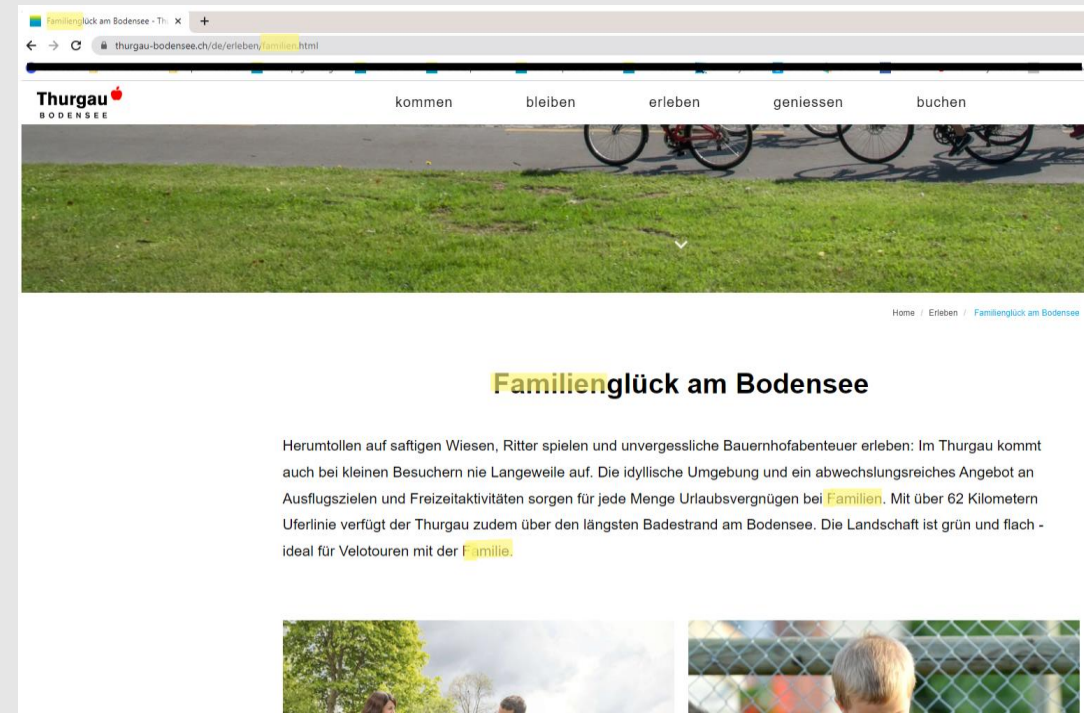 Familienglück am Bodensee - Th
thurgau-bodensee.ch/de/erleben/familien.html
Thurgau
BODENSEE
kommen bleiben erleben geniessen buchen
Home / Erleben / Familienglück am Bodensee
Familienglück am Bodensee
Herumtollen auf saftigen Wiesen, Ritter spielen und unvergessliche Bauernhofabenteuer erleben: Im Thurgau kommt
auch bei kleinen Besuchern nie Langeweile auf. Die idyllische Umgebung und ein abwechslungsreiches Angebot an
Ausflugszielen und Freizeitaktivitäten sorgen für jede Menge Urlaubsvergnügen bei Familien. Mit über 62 Kilometern
Uferlinie verfügt der Thurgau zudem über den längsten Badestrand am Bodensee. Die Landschaft ist grün und flach -
ideal für Velotouren mit der Familie.